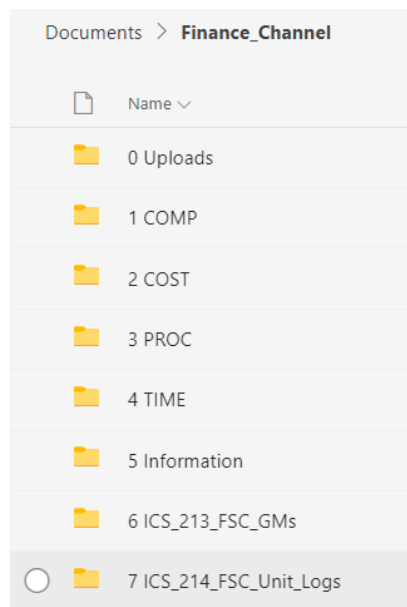 Documents > Finance_Channel
Name
0 Uploads
1 COMP
2 COST
3 PROC
4 TIME
5 Information
6 ICS_213_FSC_GMs
7 ICS_214_FSC_Unit_Logs